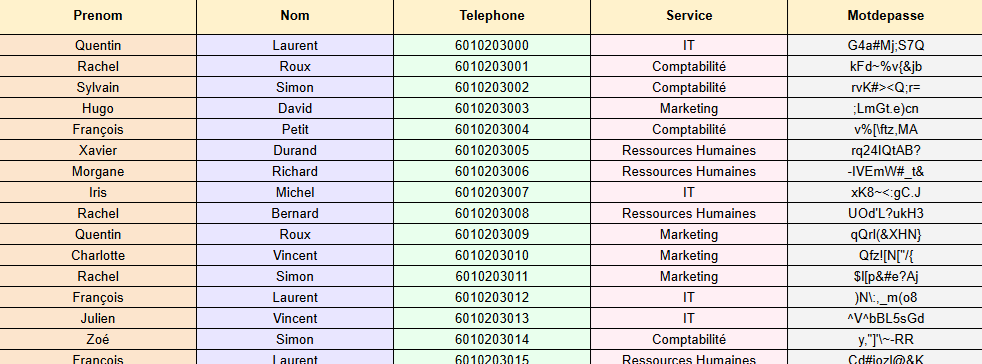 Prenom Nom Telephone Service Motdepasse
Quentin Laurent 6010203000 IT G4a#Mj;S7Q
Rachel Roux 6010203001 Comptabilité kFd~%v{&jb
Sylvain Simon 6010203002 Comptabilité rvK#><Q;r=
Hugo David 6010203003 Marketing ;LmGt.e)cn
François Petit 6010203004 Comptabilité v%[\ftz,MA
Xavier Durand 6010203005 Ressources Humaines rq24IQtAB?
Morgane Richard 6010203006 Ressources Humaines -IVEmW#_t&
Iris Michel 6010203007 IT xK8~<:gC.J
Rachel Bernard 6010203008 Ressources Humaines UOd'L?ukH3
Quentin Roux 6010203009 Marketing qQrl(&XHN}
Charlotte Vincent 6010203010 Marketing Qfz![N["/{
Rachel Simon 6010203011 Marketing $l[p&#e?Aj
François Laurent 6010203012 IT )N\:,_m(o8
Julien Vincent 6010203013 IT ^V^bBL5sGd
Zoé Simon 6010203014 Comptabilité y,"]'\~-RR
François Laurent 6010203015 Ressources Humaines Cd#iozl@&K